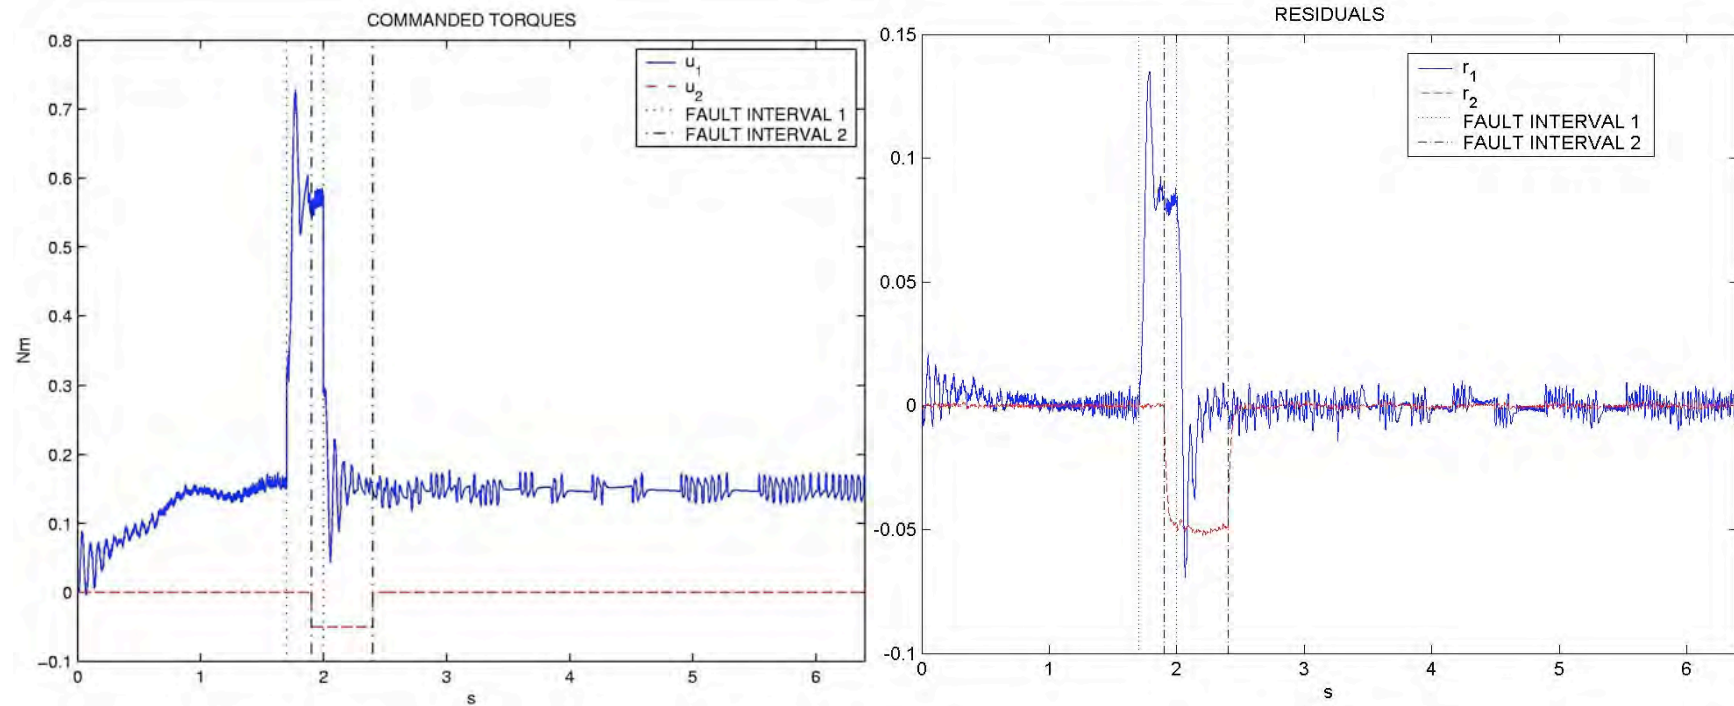 COMMANDED TORQUES
0.8
0.7
0.6
0.5
0.4
0.3
0.2
0.1
0
−0.1
Nm
0 1 2 3 4 5 6
s
u1
u2
FAULT INTERVAL 1
FAULT INTERVAL 2
RESIDUALS
0.15
0.1
0.05
0
-0.05
-0.1
0 1 2 3 4 5 6
s
r1
r2
FAULT INTERVAL 1
FAULT INTERVAL 2